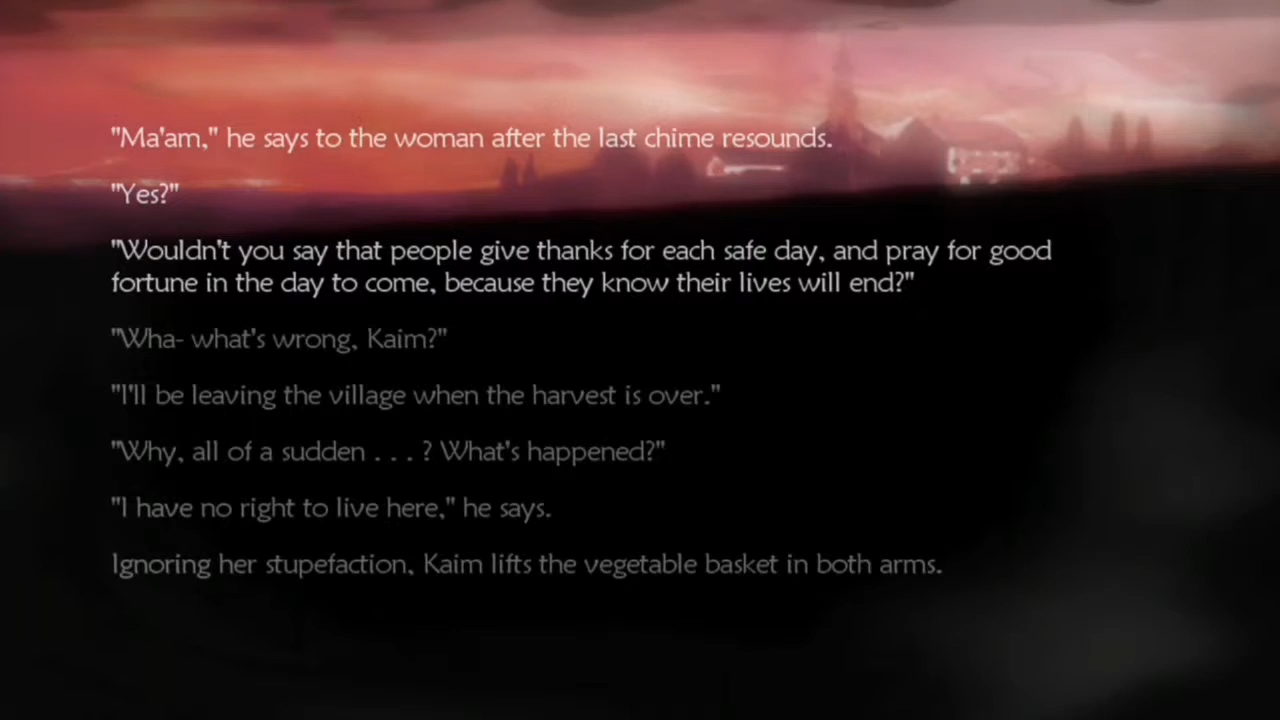 "Ma'am," he says to the woman after the last chime resounds.
"Yes?"
"Wouldn't you say that people give thanks for each safe day, and pray for good
fortune in the day to come, because they know their lives will end?"
"Wha- what's wrong, Kaim?"
"I'll be leaving the village when the harvest is over."
"Why, all of a sudden . . . ? What's happened?"
"I have no right to live here," he says.
Ignoring her stupefaction, Kaim lifts the vegetable basket in both arms.